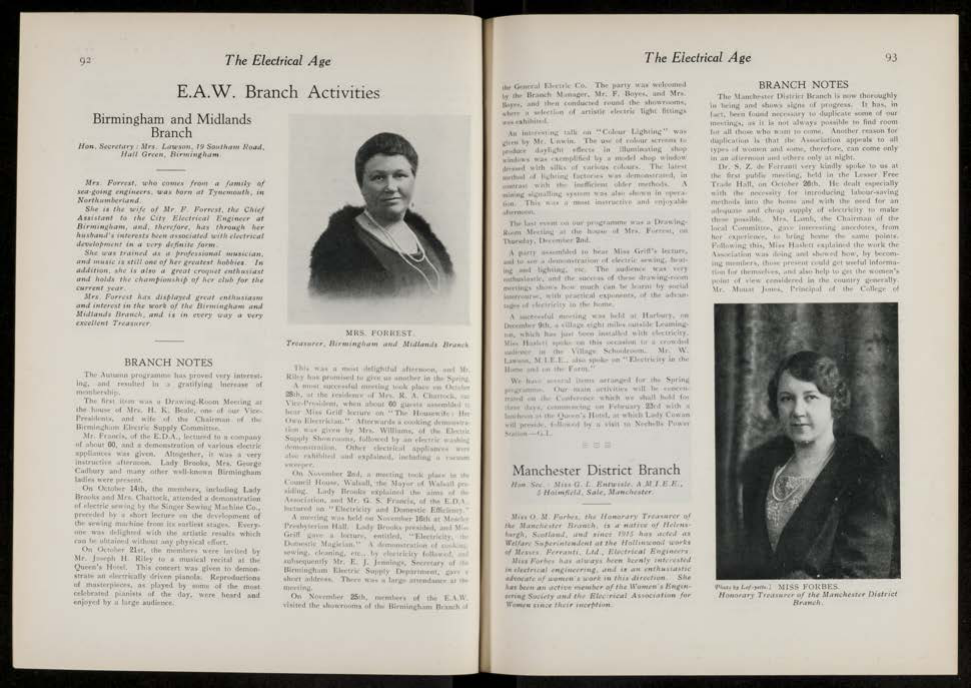 92
The Electrical Age
E.A.W. Branch Activities
Birmingham and Midlands
Branch
Hon. Secretary : Mrs. Lawson, 19 Southam Road,
Hall Green, Birmingham
Mrs. Forrest, who comes from a family of
sea-going engineers, was born at Tynemouth, in
Northumberland.
She is the wife of Mr. F. Forrest, the Chief
Assistant to the City Electrical Engineer at
Birmingham, and, therefore, has through her
husband's interests been associated with electrical
development in a very definite form.
She was trained as a professional musician,
and music is still one of her greatest hobbies. In
addition, she is also a great croquet enthusiast
and holds the championship of her club for the
current year.
Mrs. Forrest has displayed great enthusiasm
and interest in the work of the Birmingham and
Midlands Branch, and is in every way a very
excellent Treasurer
BRANCH NOTES
The Autumn programme has proved very interest-
ing, and resulted in a gratifying increase of
membership.
The first item was a Drawing-Room Meeting at
the house of Mrs. H. K. Beale, one of our Vice-
Presidents, and wife of the Chairman of the
Birmingham Electric Supply Committee.
Mr. Francis, of the E.D.A., lectured to a company
of about 60, and a demonstration of various electric
appliances was given. Altogether, it was a very
instructive afternoon. Lady Brooks, Mrs. George
Cadbury and many other well-known Birmingham
ladies were present.
On October 14th, the members, including Lady
Brooks and Mrs. Chattock, attended a demonstration
of electric sewing by the Singer Sewing Machine Co.,
preceded by a short lecture on the development of
the sewing machine from its earliest stages. Every-
one was delighted with the artistic results which
can be obtained without any physical effort.
On October 21st, the members were invited by
Mr. Joseph H. Riley to a musical recital at the
Queen's Hotel. This concert was given to demon-
strate an electrically driven pianola. Reproductions
of masterpieces, as played by some of the most
celebrated pianists of the day, were heard and
enjoyed by a large audience.
MRS. FORREST.
Treasurer, Birmingham and Midlands Branch
This was a most delightful afternoon, and Mr.
Riley has promised to give us another in the Spring.
A most successful meeting took place on October
28th, at the residence of Mrs. R. A. Chattock, our
Vice-President, when about 60 guests assembled to
hear Miss Griff lecture on "The Housewife: Her
Own Electrician." Afterwards a cooking demonstra-
tion was given by Mrs. Williams, of the Electric
Supply Showrooms, followed by an electric washing
demonstration. Other electrical appliances were
also exhibited and explained, including a vacuum
sweeper.
On November 2nd, a meeting took place in the
Council House, Walsall, the Mayor of Walsall pre-
siding. Lady Brooks explained the aims of the
Association, and Mr. G. S. Francis, of the E.D.A.
lectured on "Electricity and Domestic Efficiency."
A meeting was held on November 16th at
Presbyterian Hall. Lady Brooks presided, and Miss
Griff gave a lecture, entitled, "Electricity, the
Domestic Magician." A demonstration of cooking,
sewing, cleaning, etc., by electricity followed, and
subsequently Mr. E. J. Jennings, Secretary of the
Birmingham Electric Supply Department, gave a
short address. There was a large attendance at the
meeting.
On November 25th, members of the E.A.W.
visited the showrooms of the Birmingham Branch of
The Electrical Age
93
the General Electric Co. The party was welcomed
by the Branch Manager, Mr. F. Boyes, and Mrs.
Boyes, and then conducted round the showrooms,
where a selection of artistic electric light fittings
was exhibited.
An interesting talk on "Colour Lighting" was
given by Mr. The use of colour screens to
produce daylight effects in illuminating shop
windows was exemplified by a model shop window
dressed with silks of various colours. The latest
method of lighting factories was demonstrated, in
contrast with the inefficient older methods. A
signalling system was also shown in opera-
tion. This was a most instructive and enjoyable
afternoon.
The last event on our programme was a Drawing-
Room Meeting at the house of Mrs. Forrest, on
Thursday, December 2nd.
A party assembled to hear Miss Griff's lecture,
and to see a demonstration of electric sewing, heat-
ing and lighting, etc. The audience was very
enthusiastic, and the success of these drawing-room
meetings shows how much can be learnt by social
intercourse, with practical exponents, of the advan-
tages of electricity in the home.
A successful meeting was held at Harbury, on
December 9th, a village eight miles outside Leaming-
ton, which has just been installed with electricity.
Miss Haslett spoke on this occasion to a crowded
audience in the Village Schoolroom. Mr. W.
Lawson, M.I.E.E., also spoke on "Electricity in the
Home and on the Farm."
We have several items arranged for the Spring
programme. Our main activities will be concen-
trated on the Conference which we shall hold for
three days, commencing on February 23rd with a
luncheon at the Queen's Hotel, at which Lady Cowan
will preside, followed by a visit to Nechells Power
Station
Manchester District Branch
Hon. Sec. : Miss G. L. Entwisle, A.M.I.E.E.,
5 Holmfield, Sale, Manchester
Miss O. M. Forbes, the Honorary Treasurer of
the Manchester Branch, is a native of Helens-
burgh, Scotland, and since 1915 has acted as
Welfare Superintendent at the Hollinwood works
of Messrs. Ferranti, Ltd., Electrical Engineers.
Miss Forbes has always been keenly interested
in electrical engineering, and is an enthusiastic
advocate of women's work in this direction. She
has been an active member of the Women's Engin-
eering Society and the Electrical Association for
Women since their inception.
BRANCH NOTES
The Manchester District Branch is now thoroughly
in being and shows signs of progress. It has, in
fact, been found necessary to duplicate some of our
meetings, as it is not always possible to find room
for all those who want to come. Another reason for
duplication is that the Association appeals to all
types of women and some, therefore, can come only
in an afternoon and others only at night.
Dr. S. Z. de Ferranti very kindly spoke to us at
the first public meeting, held in the Lesser Free
Trade Hall, on October 26th. He dealt especially
with the necessity for introducing labour-saving
methods into the home and with the need for an
adequate and cheap supply of electricity to make
these possible. Mrs. Lamb, the Chairman of the
local Committee, gave interesting anecdotes, from
her experience, to bring home the same points.
Following this, Miss Haslett explained the work the
Association was doing and showed how, by becom-
ing members, those present could get useful informa-
tion for themselves, and also help to get the women's
point of view considered in the country generally.
Mr. Mouat Jones, Principal of the College of
Photo by Lafayette.] MISS FORBES.
Honorary Treasurer of the Manchester District
Branch.